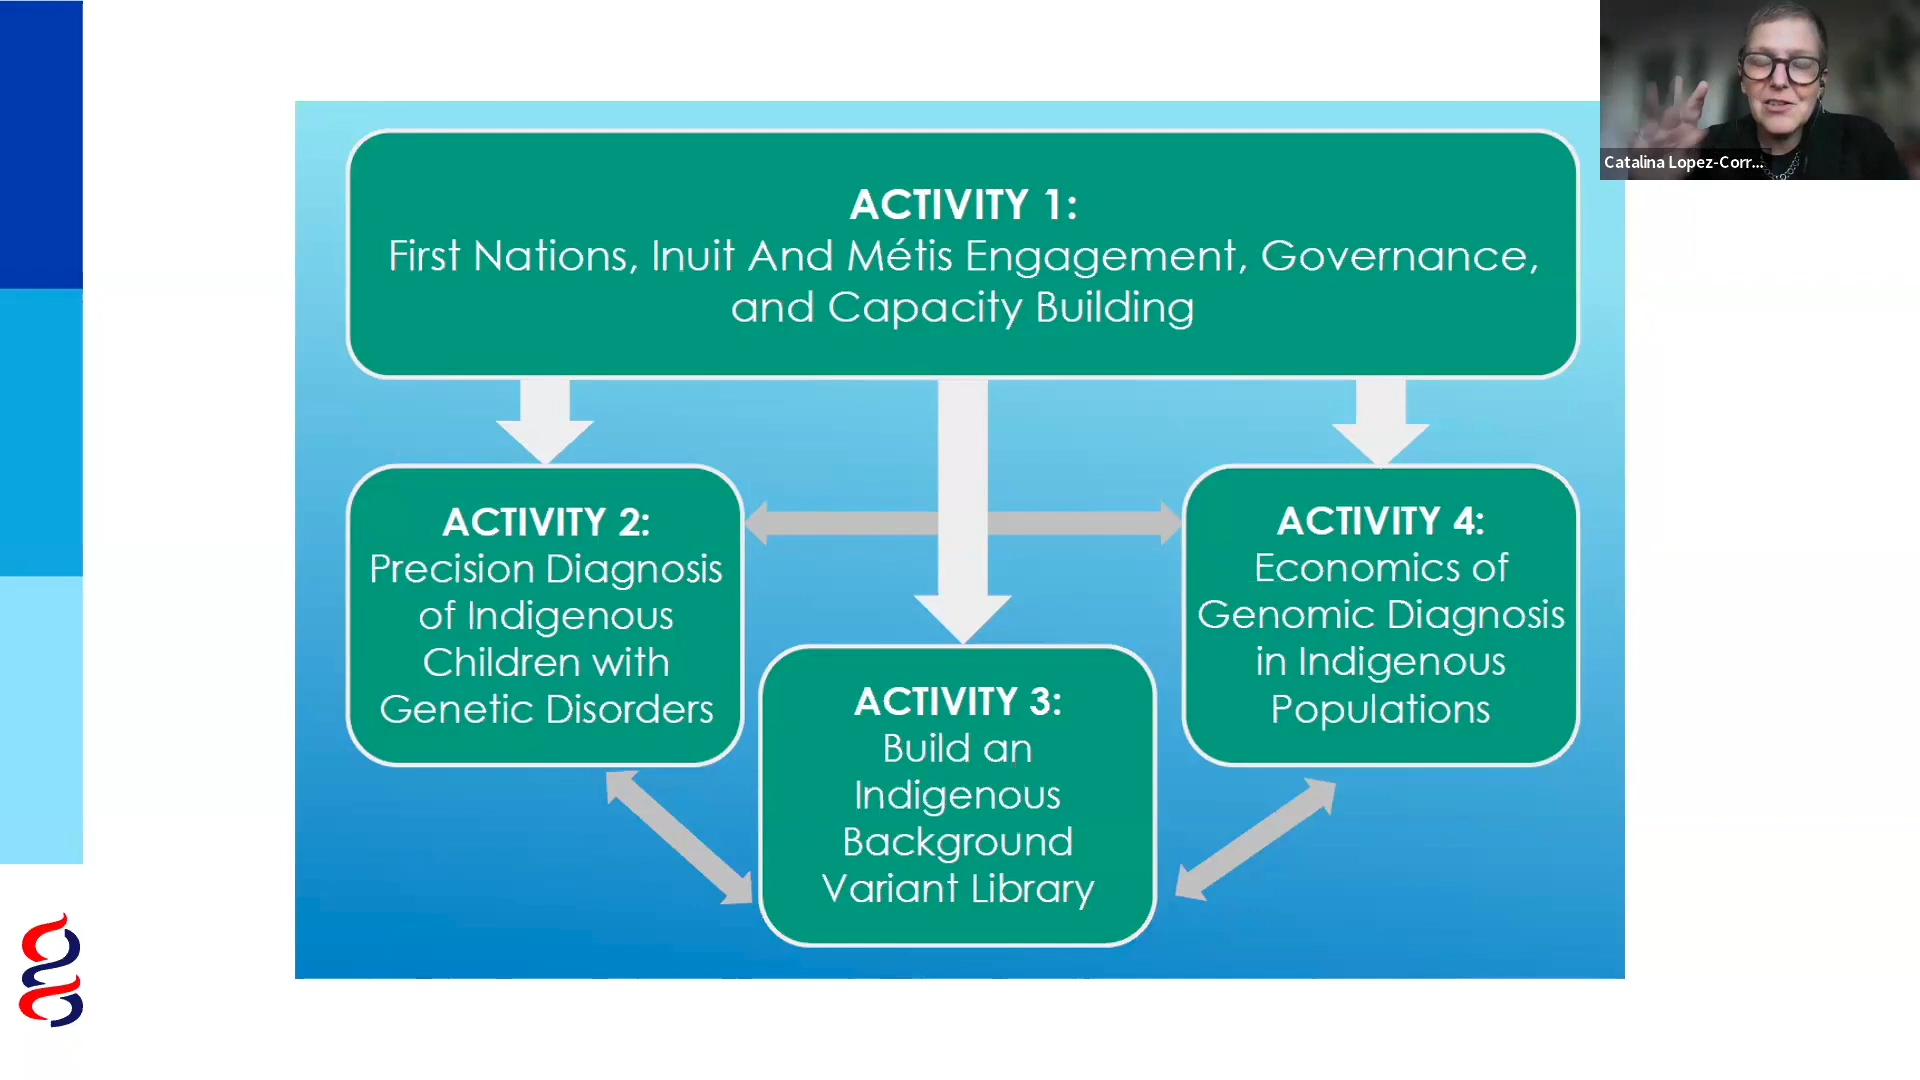 Catalina Lopez-Corr...
ACTIVITY 1:
First Nations, Inuit And Métis Engagement, Governance,
and Capacity Building
ACTIVITY 2:
Precision Diagnosis
of Indigenous
Children with
Genetic Disorders
ACTIVITY 3:
Build an
Indigenous
Background
Variant Library
ACTIVITY 4:
Economics of
Genomic Diagnosis
in Indigenous
Populations